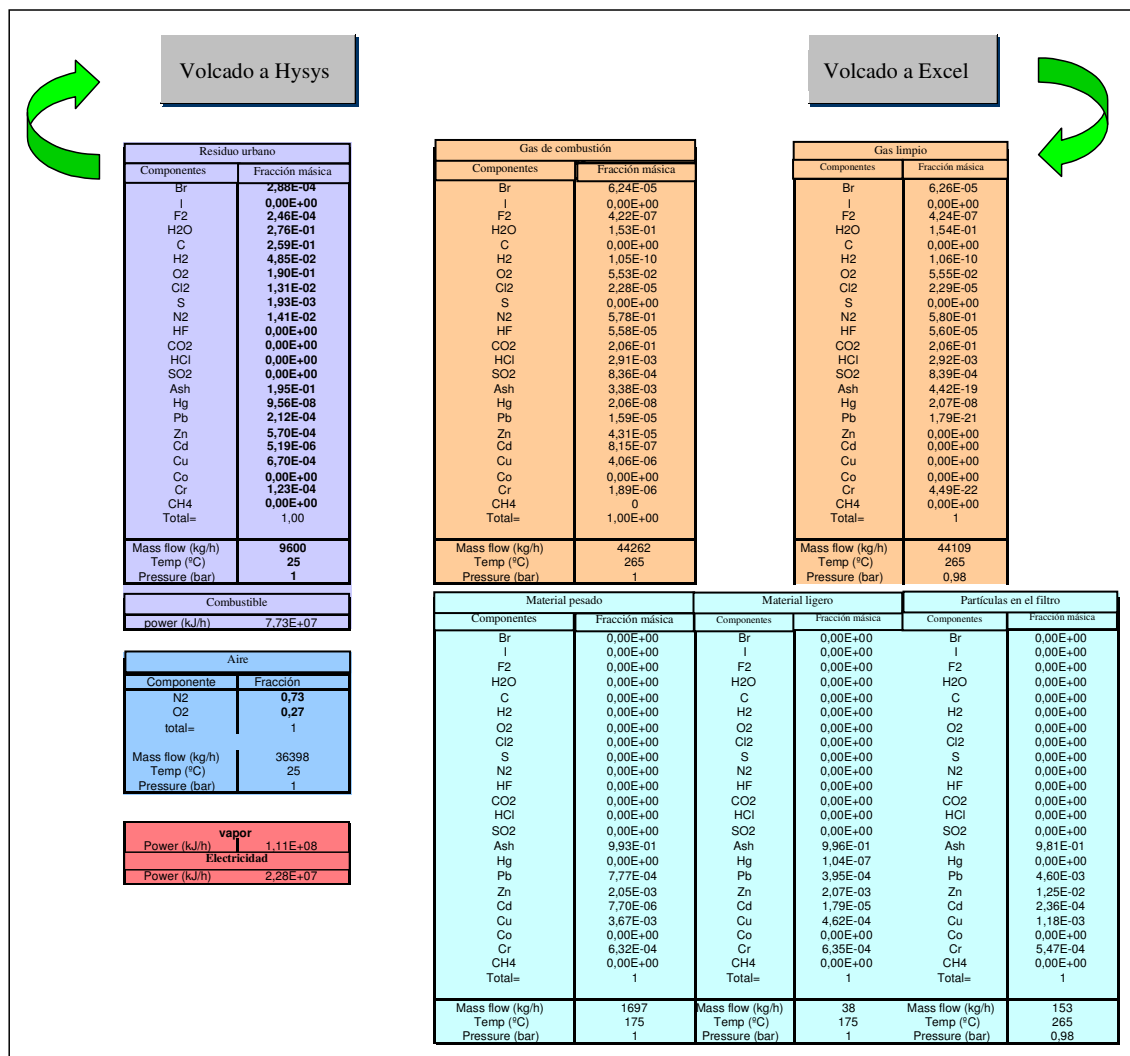 Volcado a Hysys
Volcado a Excel
Residuo urbano
Componentes Fracción másica
Br 2,88E-04
I 0,00E+00
F2 2,46E-04
H2O 2,76E-01
C 2,59E-01
H2 4,85E-02
O2 1,90E-01
Cl2 1,31E-02
S 1,93E-03
N2 1,41E-02
HF 0,00E+00
CO2 0,00E+00
HCl 0,00E+00
SO2 0,00E+00
Ash 1,95E-01
Hg 9,56E-08
Pb 2,12E-04
Zn 5,70E-04
Cd 5,19E-06
Cu 6,70E-04
Co 0,00E+00
Cr 1,23E-04
CH4 0,00E+00
Total= 1,00
Mass flow (kg/h) 9600
Temp (ºC) 25
Pressure (bar) 1
Combustible
power (kJ/h) 7,73E+07
Aire
Componente Fracción
N2 0,73
O2 0,27
total= 1
Mass flow (kg/h) 36398
Temp (ºC) 25
Pressure (bar) 1
vapor
Power (kJ/h) 1,11E+08
Electricidad
Power (kJ/h) 2,28E+07
Gas de combustión
Componentes Fracción másica
Br 6,24E-05
I 0,00E+00
F2 4,22E-07
H2O 1,53E-01
C 0,00E+00
H2 1,05E-10
O2 5,53E-02
Cl2 2,28E-05
S 0,00E+00
N2 5,78E-01
HF 5,58E-05
CO2 2,06E-01
HCl 2,91E-03
SO2 8,36E-04
Ash 3,38E-03
Hg 2,06E-08
Pb 1,59E-05
Zn 4,31E-05
Cd 8,15E-07
Cu 4,06E-06
Co 0,00E+00
Cr 1,89E-06
CH4 0
Total= 1,00E+00
Mass flow (kg/h) 44262
Temp (ºC) 265
Pressure (bar) 1
Gas limpio
Componentes Fracción másica
Br 6,26E-05
I 0,00E+00
F2 4,24E-07
H2O 1,54E-01
C 0,00E+00
H2 1,06E-10
O2 5,55E-02
Cl2 2,29E-05
S 0,00E+00
N2 5,80E-01
HF 5,60E-05
CO2 2,06E-01
HCl 2,92E-03
SO2 8,39E-04
Ash 4,42E-19
Hg 2,07E-08
Pb 1,79E-21
Zn 0,00E+00
Cd 0,00E+00
Cu 0,00E+00
Co 0,00E+00
Cr 4,49E-22
CH4 0,00E+00
Total= 1
Mass flow (kg/h) 44109
Temp (ºC) 265
Pressure (bar) 0,98
Material pesado Material ligero Partículas en el filtro
Componentes Fracción másica Componentes Fracción másica Componentes Fracción másica
Br 0,00E+00 Br 0,00E+00 Br 0,00E+00
I 0,00E+00 I 0,00E+00 I 0,00E+00
F2 0,00E+00 F2 0,00E+00 F2 0,00E+00
H2O 0,00E+00 H2O 0,00E+00 H2O 0,00E+00
C 0,00E+00 C 0,00E+00 C 0,00E+00
H2 0,00E+00 H2 0,00E+00 H2 0,00E+00
O2 0,00E+00 O2 0,00E+00 O2 0,00E+00
Cl2 0,00E+00 Cl2 0,00E+00 Cl2 0,00E+00
S 0,00E+00 S 0,00E+00 S 0,00E+00
N2 0,00E+00 N2 0,00E+00 N2 0,00E+00
HF 0,00E+00 HF 0,00E+00 HF 0,00E+00
CO2 0,00E+00 CO2 0,00E+00 CO2 0,00E+00
HCl 0,00E+00 HCl 0,00E+00 HCl 0,00E+00
SO2 0,00E+00 SO2 0,00E+00 SO2 0,00E+00
Ash 9,93E-01 Ash 9,96E-01 Ash 9,81E-01
Hg 0,00E+00 Hg 1,04E-07 Hg 0,00E+00
Pb 7,77E-04 Pb 3,95E-04 Pb 4,60E-03
Zn 2,05E-03 Zn 2,07E-03 Zn 1,25E-02
Cd 7,70E-06 Cd 1,79E-05 Cd 2,36E-04
Cu 3,67E-03 Cu 4,62E-04 Cu 1,18E-03
Co 0,00E+00 Co 0,00E+00 Co 0,00E+00
Cr 6,32E-04 Cr 6,35E-04 Cr 5,47E-04
CH4 0,00E+00 CH4 0,00E+00 CH4 0,00E+00
Total= 1 Total= 1 Total= 1
Mass flow (kg/h) 1697 Mass flow (kg/h) 38 Mass flow (kg/h) 153
Temp (ºC) 175 Temp (ºC) 175 Temp (ºC) 265
Pressure (bar) 1 Pressure (bar) 1 Pressure (bar) 0,98